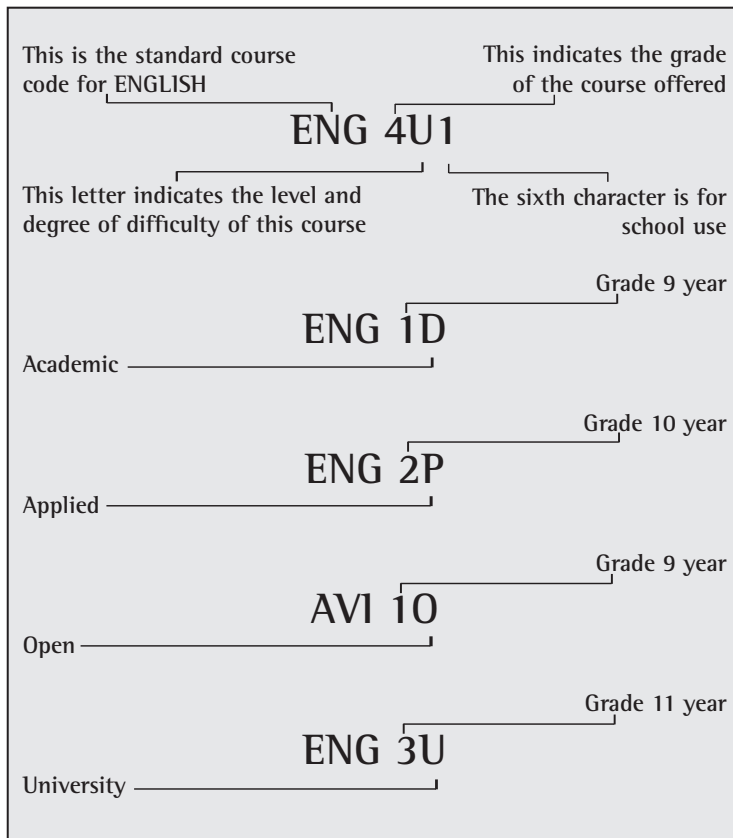 This is the standard course
code for ENGLISH
This indicates the grade
of the course offered
ENG 4U1
This letter indicates the level and
degree of difficulty of this course
The sixth character is for
school use
Grade 9 year
ENG 1D
Academic
Grade 10 year
ENG 2P
Applied
Grade 9 year
AVI 1O
Open
Grade 11 year
ENG 3U
University